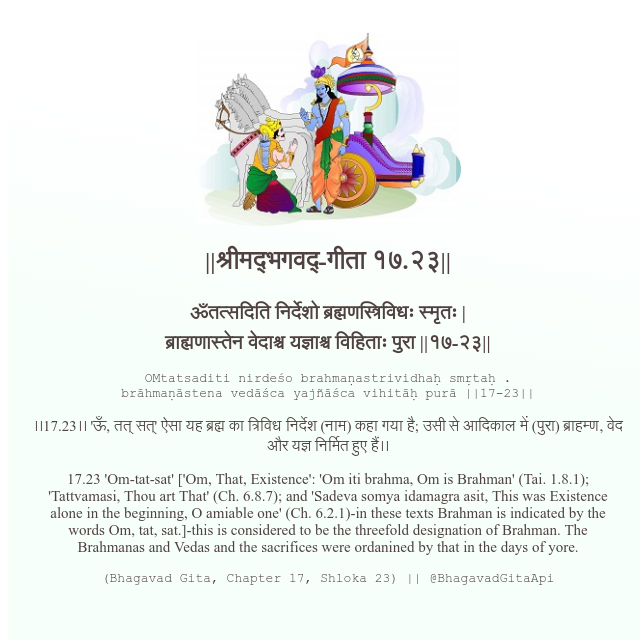 ||श्रीमद्‌भगवद्-गीता १७.२३||
ॐतत्सदिति निर्देशो ब्रह्मणस्त्रिविधः स्मृतः |
ब्राह्मणास्तेन वेदाश्च यज्ञाश्च विहिताः पुरा ||१७-२३||
OMtatsaditi nirdeśo brahmaṇastrividhaḥ smṛtaḥ .
brāhmaṇāstena vedāśca yajñāśca vihitāḥ purā ||17-23||
।।17.23।। 'ऊँ, तत् सत्' ऐसा यह ब्रह्म का त्रिविध निर्देश (नाम) कहा गया है; उसी से आदिकाल में (पुरा) ब्राहम्ण, वेद
और यज्ञ निर्मित हुए हैं।।
17.23 'Om-tat-sat' ['Om, That, Existence': 'Om iti brahma, Om is Brahman' (Tai. 1.8.1);
'Tattvamasi, Thou art That' (Ch. 6.8.7); and 'Sadeva somya idamagra asit, This was Existence
alone in the beginning, O amiable one' (Ch. 6.2.1)-in these texts Brahman is indicated by the
words Om, tat, sat.]-this is considered to be the threefold designation of Brahman. The
Brahmanas and Vedas and the sacrifices were ordanined by that in the days of yore.
(Bhagavad Gita, Chapter 17, Shloka 23) || @BhagavadGitaApi